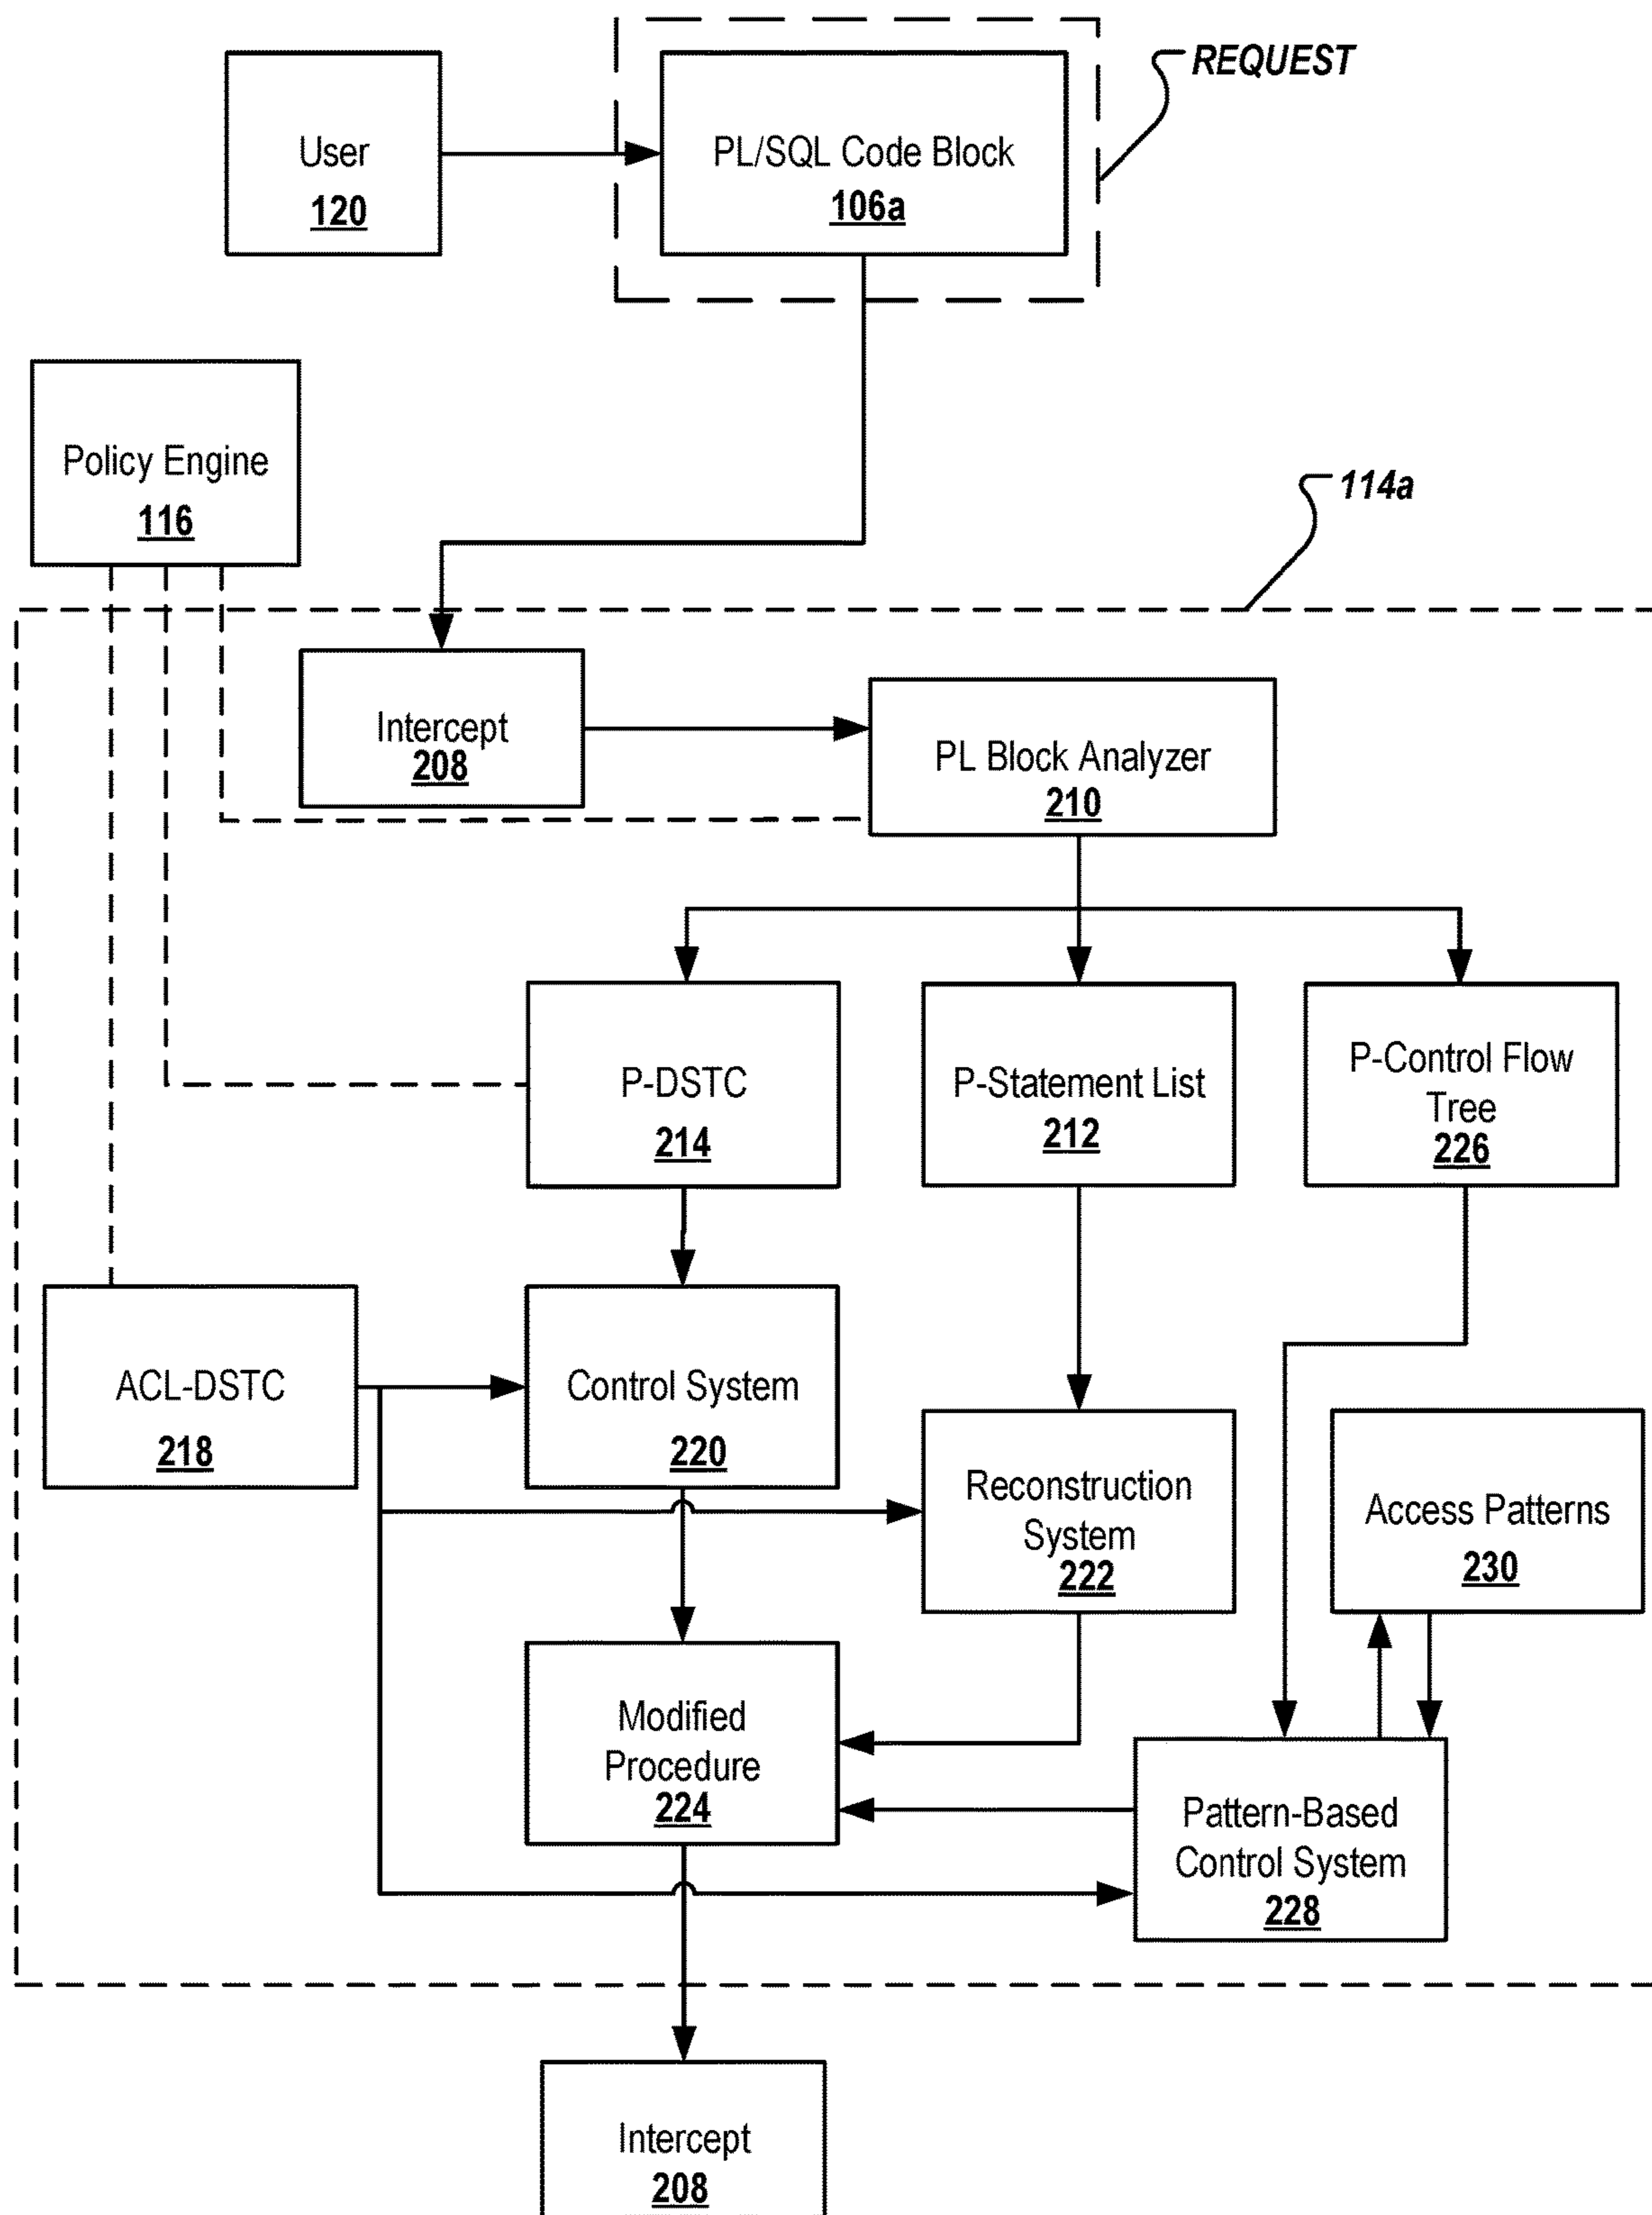 REQUEST
User
120
PL/SQL Code Block
106a
Policy Engine
116
114a
Intercept
208
PL Block Analyzer
210
P-DSTC
214
P-Statement List
212
P-Control Flow
Tree
226
ACL-DSTC
218
Control System
220
Reconstruction
System
222
Access Patterns
230
Modified
Procedure
224
Pattern-Based
Control System
228
Intercept
208